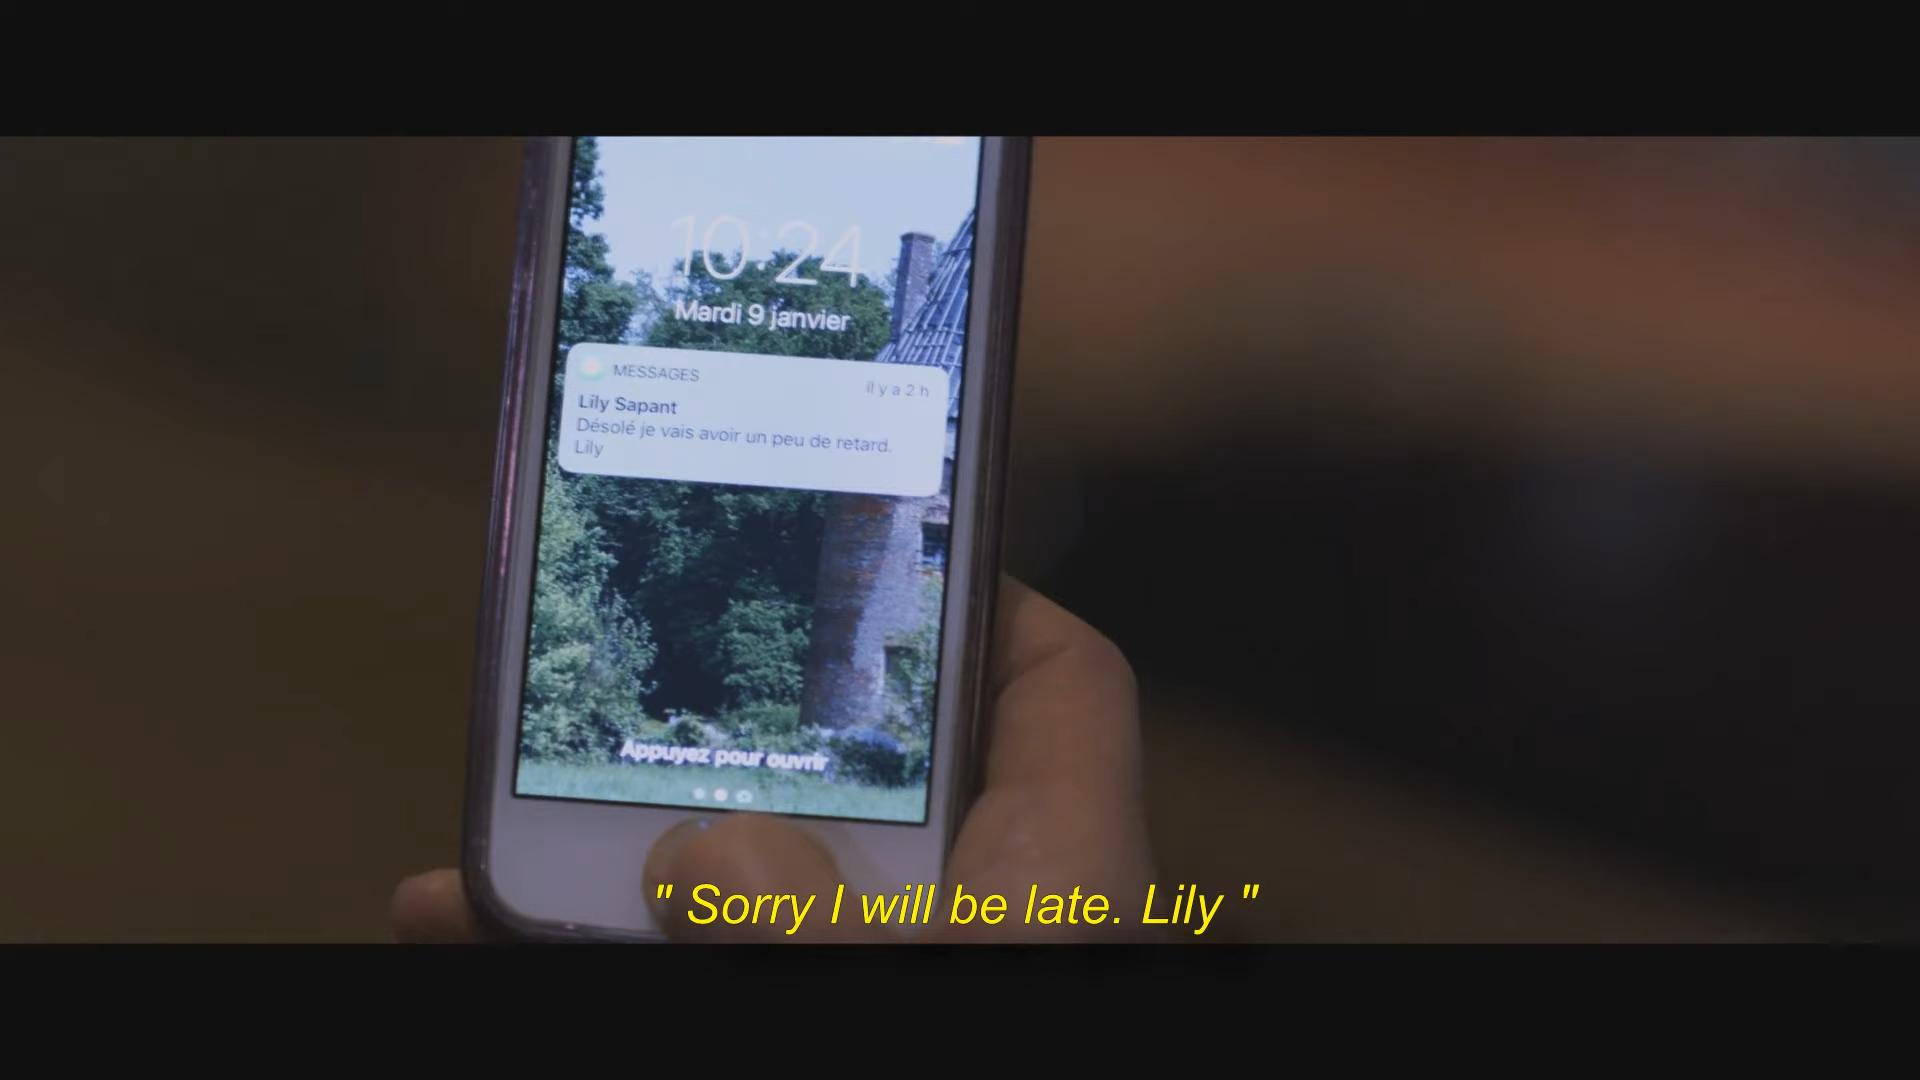 10:24
Mardi 9 janvier
MESSAGES
il y a 2 h
Lily Sapant
Désolé je vais avoir un peu de retard.
Lily
Appuyez pour ouvrir
" Sorry I will be late. Lily "